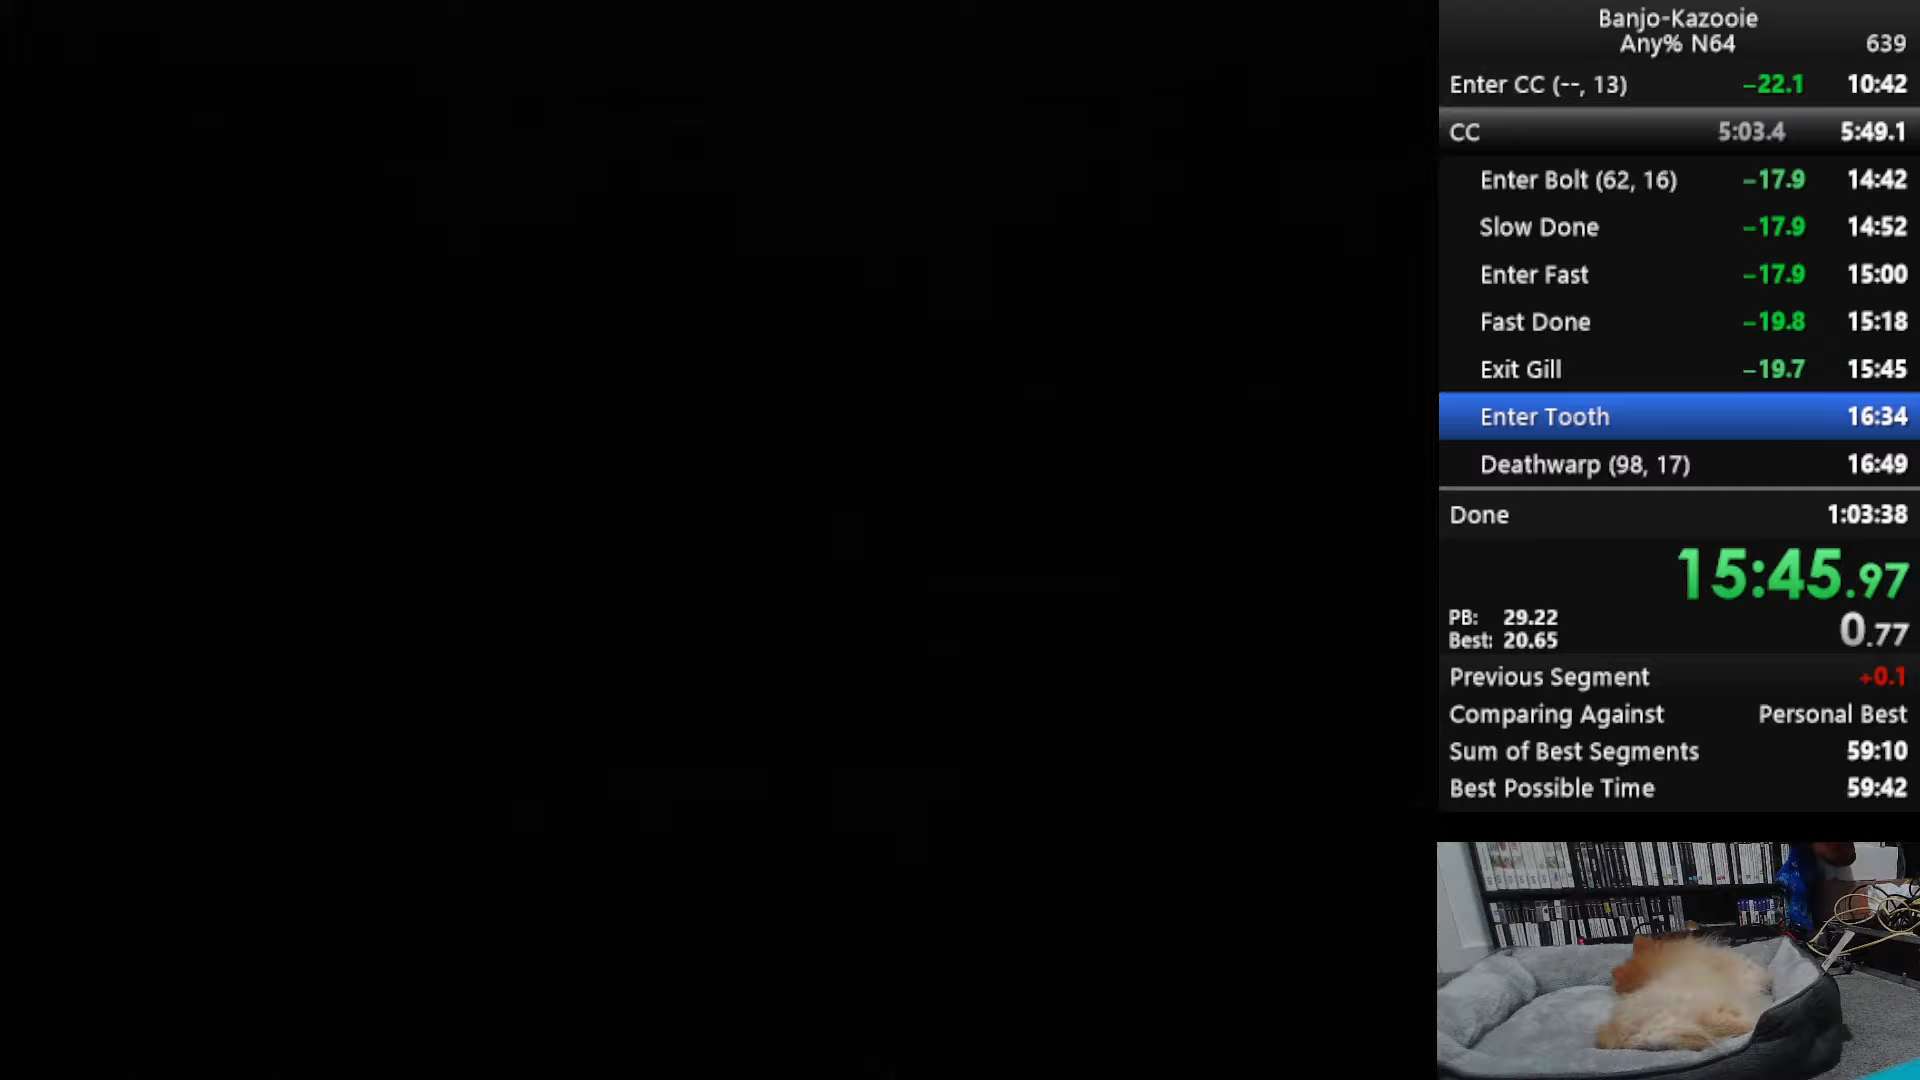 Banjo-Kazooie
Any% N64 639
Enter CC (--, 13) −22.1 10:42
CC 5:03.4 5:49.1
Enter Bolt (62, 16) −17.9 14:42
Slow Done −17.9 14:52
Enter Fast −17.9 15:00
Fast Done −19.8 15:18
Exit Gill −19.7 15:45
Enter Tooth 16:34
Deathwarp (98, 17) 16:49
Done 1:03:38
15:45.97
PB: 29.22
Best: 20.65
0.77
Previous Segment +0.1
Comparing Against Personal Best
Sum of Best Segments 59:10
Best Possible Time 59:42